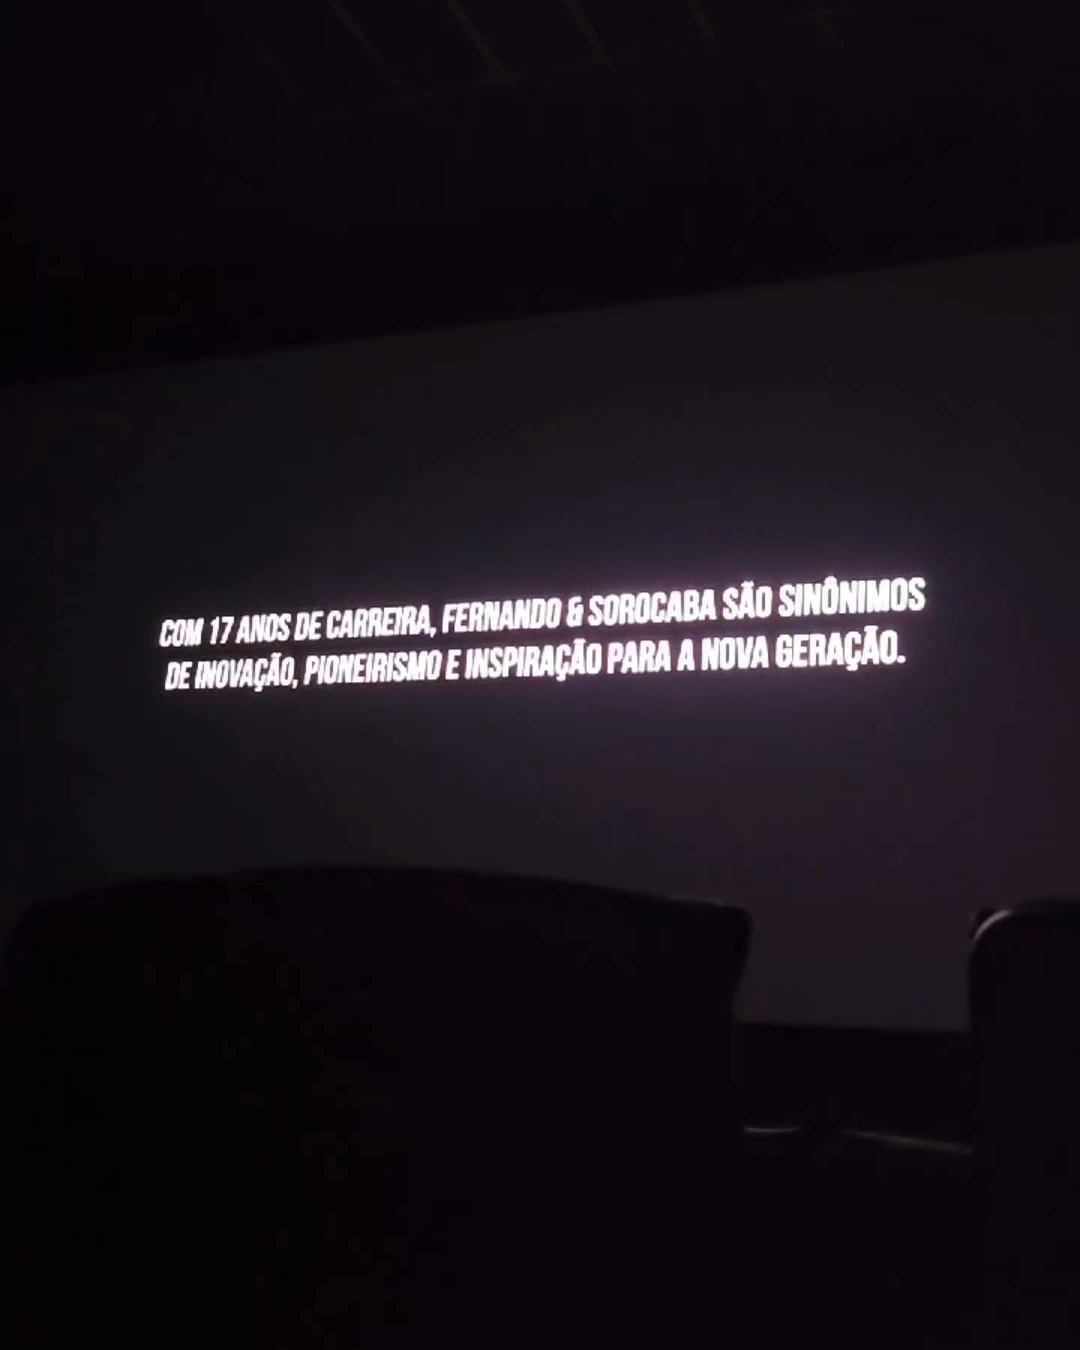 COM 17 ANOS DE CARREIRA, FERNANDO & SOROCABA SÃO SINÔNIMOS
DE INOVAÇÃO, PIONEIRISMO E INSPIRAÇÃO PARA A NOVA GERAÇÃO.